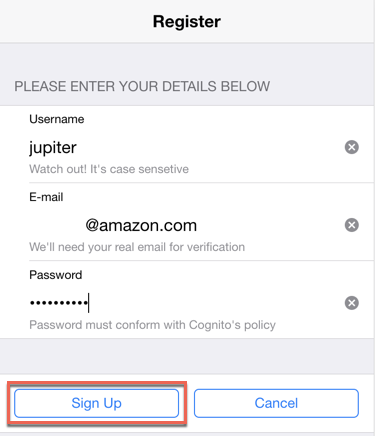 Register
PLEASE ENTER YOUR DETAILS BELOW
Username
jupiter
Watch out! It's case sensetive
E-mail
@amazon.com
We'll need your real email for verification
Password
••••••••••
Password must conform with Cognito's policy
Sign Up Cancel